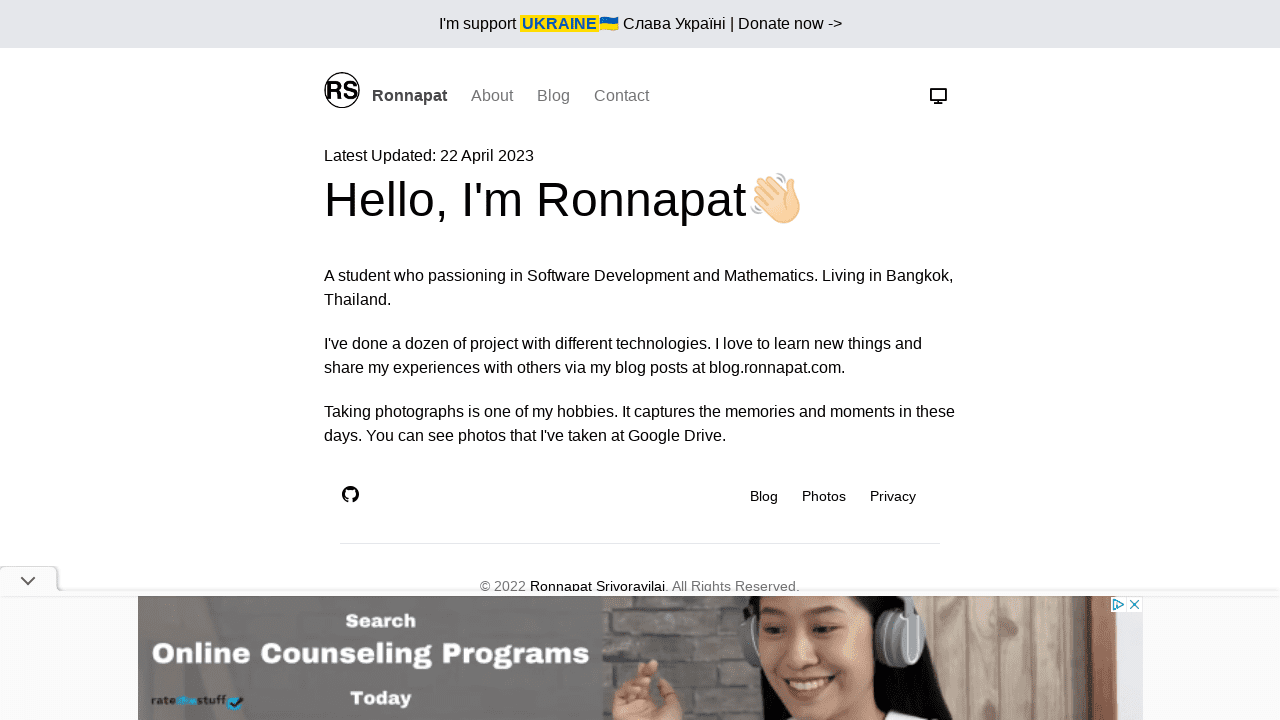 I'm support UKRAINE🇺🇦 Слава Україні | Donate now ->
RS Ronnapat About Blog Contact
Latest Updated: 22 April 2023
Hello, I'm Ronnapat👋🏻
A student who passioning in Software Development and Mathematics. Living in Bangkok,
Thailand.
I've done a dozen of project with different technologies. I love to learn new things and
share my experiences with others via my blog posts at blog.ronnapat.com.
Taking photographs is one of my hobbies. It captures the memories and moments in these
days. You can see photos that I've taken at Google Drive.
Blog Photos Privacy
© 2022 Ronnapat Srivoravilai. All Rights Reserved.
Search
Online Counseling Programs
Today